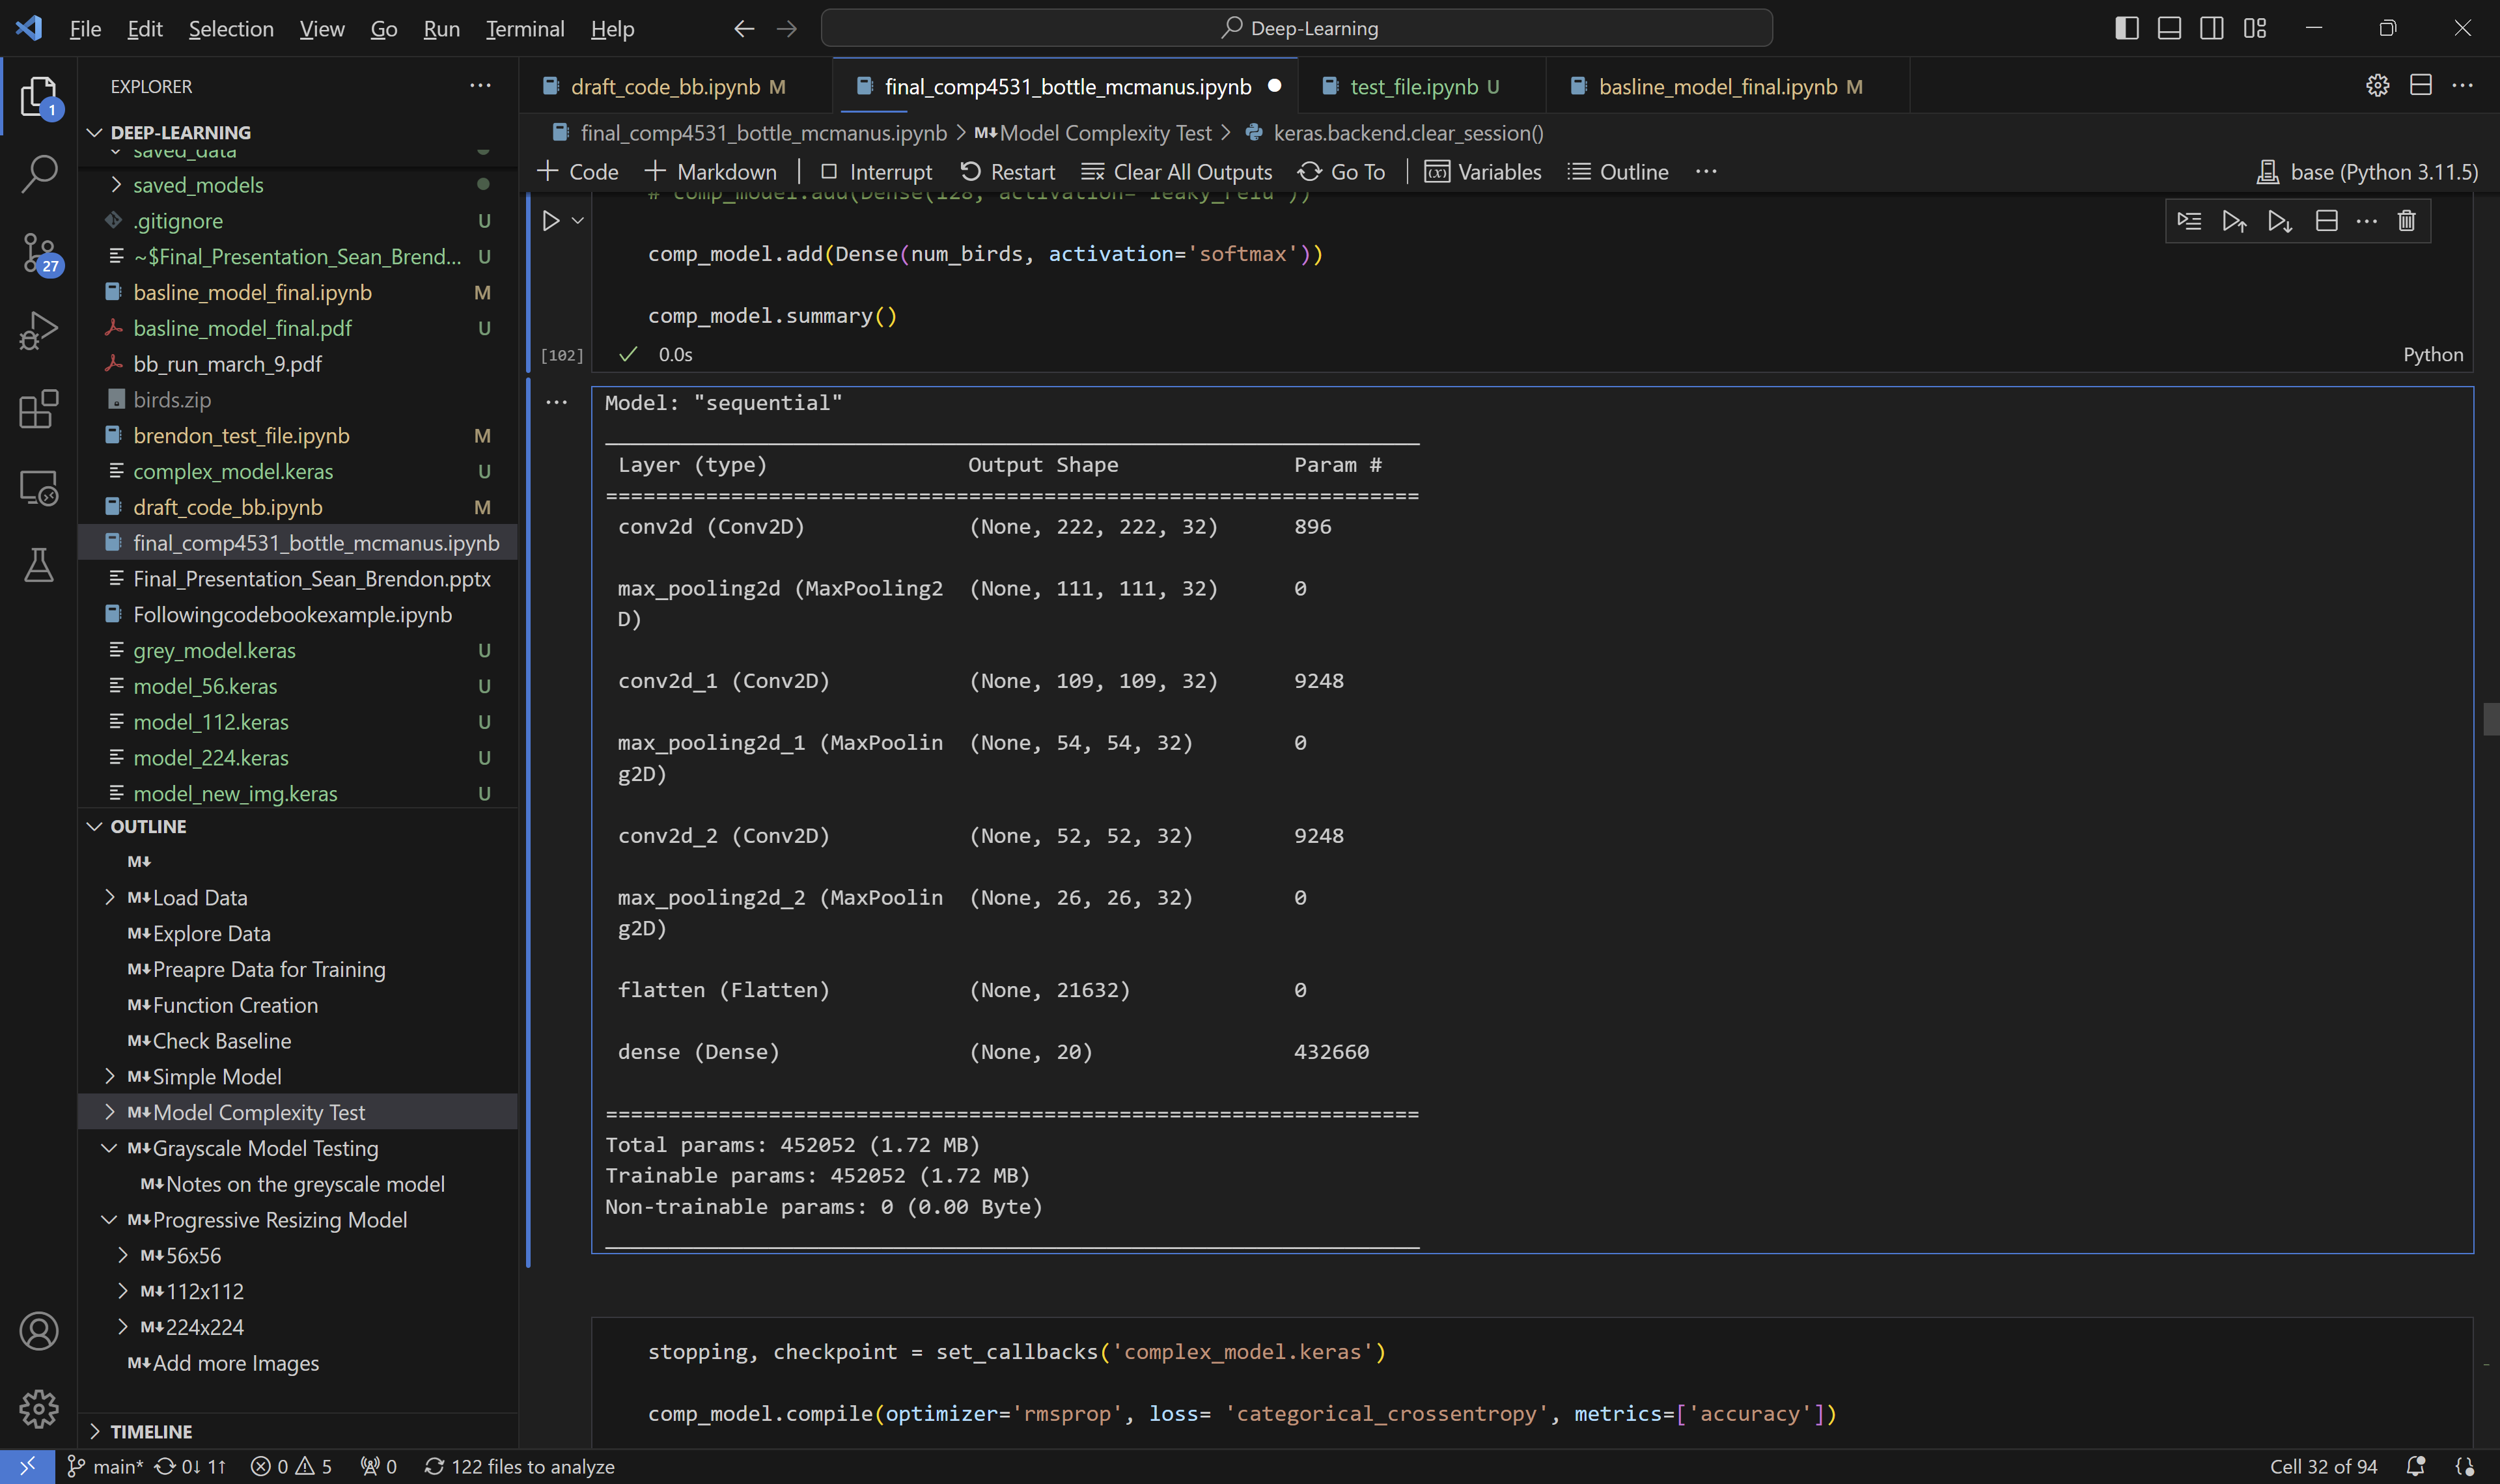 File Edit Selection View Go Run Terminal Help
Deep-Learning
1
27
EXPLORER
DEEP-LEARNING
saved_data
saved_models
.gitignore U
~$Final_Presentation_Sean_Brend... U
basline_model_final.ipynb M
basline_model_final.pdf U
bb_run_march_9.pdf
birds.zip
brendon_test_file.ipynb M
complex_model.keras U
draft_code_bb.ipynb M
final_comp4531_bottle_mcmanus.ipynb
Final_Presentation_Sean_Brendon.pptx
Followingcodebookexample.ipynb
grey_model.keras U
model_56.keras U
model_112.keras U
model_224.keras U
model_new_img.keras U
OUTLINE
M↓
M↓Load Data
M↓Explore Data
M↓Preapre Data for Training
M↓Function Creation
M↓Check Baseline
M↓Simple Model
M↓Model Complexity Test
M↓Grayscale Model Testing
M↓Notes on the greyscale model
M↓Progressive Resizing Model
M↓56x56
M↓112x112
M↓224x224
M↓Add more Images
TIMELINE
draft_code_bb.ipynb M final_comp4531_bottle_mcmanus.ipynb test_file.ipynb U basline_model_final.ipynb M
final_comp4531_bottle_mcmanus.ipynb > M↓Model Complexity Test > keras.backend.clear_session()
Code Markdown | Interrupt Restart Clear All Outputs Go To | Variables Outline ... base (Python 3.11.5)
# comp_model.add(Dense(128, activation='leaky_relu'))
comp_model.add(Dense(num_birds, activation='softmax'))
comp_model.summary()
[102] 0.0s Python
Model: "sequential"
_________________________________________________________________
Layer (type) Output Shape Param #
=================================================================
conv2d (Conv2D) (None, 222, 222, 32) 896
max_pooling2d (MaxPooling2 (None, 111, 111, 32) 0
D)
conv2d_1 (Conv2D) (None, 109, 109, 32) 9248
max_pooling2d_1 (MaxPoolin (None, 54, 54, 32) 0
g2D)
conv2d_2 (Conv2D) (None, 52, 52, 32) 9248
max_pooling2d_2 (MaxPoolin (None, 26, 26, 32) 0
g2D)
flatten (Flatten) (None, 21632) 0
dense (Dense) (None, 20) 432660
=================================================================
Total params: 452052 (1.72 MB)
Trainable params: 452052 (1.72 MB)
Non-trainable params: 0 (0.00 Byte)
_________________________________________________________________
stopping, checkpoint = set_callbacks('complex_model.keras')
comp_model.compile(optimizer='rmsprop', loss= 'categorical_crossentropy', metrics=['accuracy'])
main* 0↓ 1↑ 0 5 0 122 files to analyze Cell 32 of 94